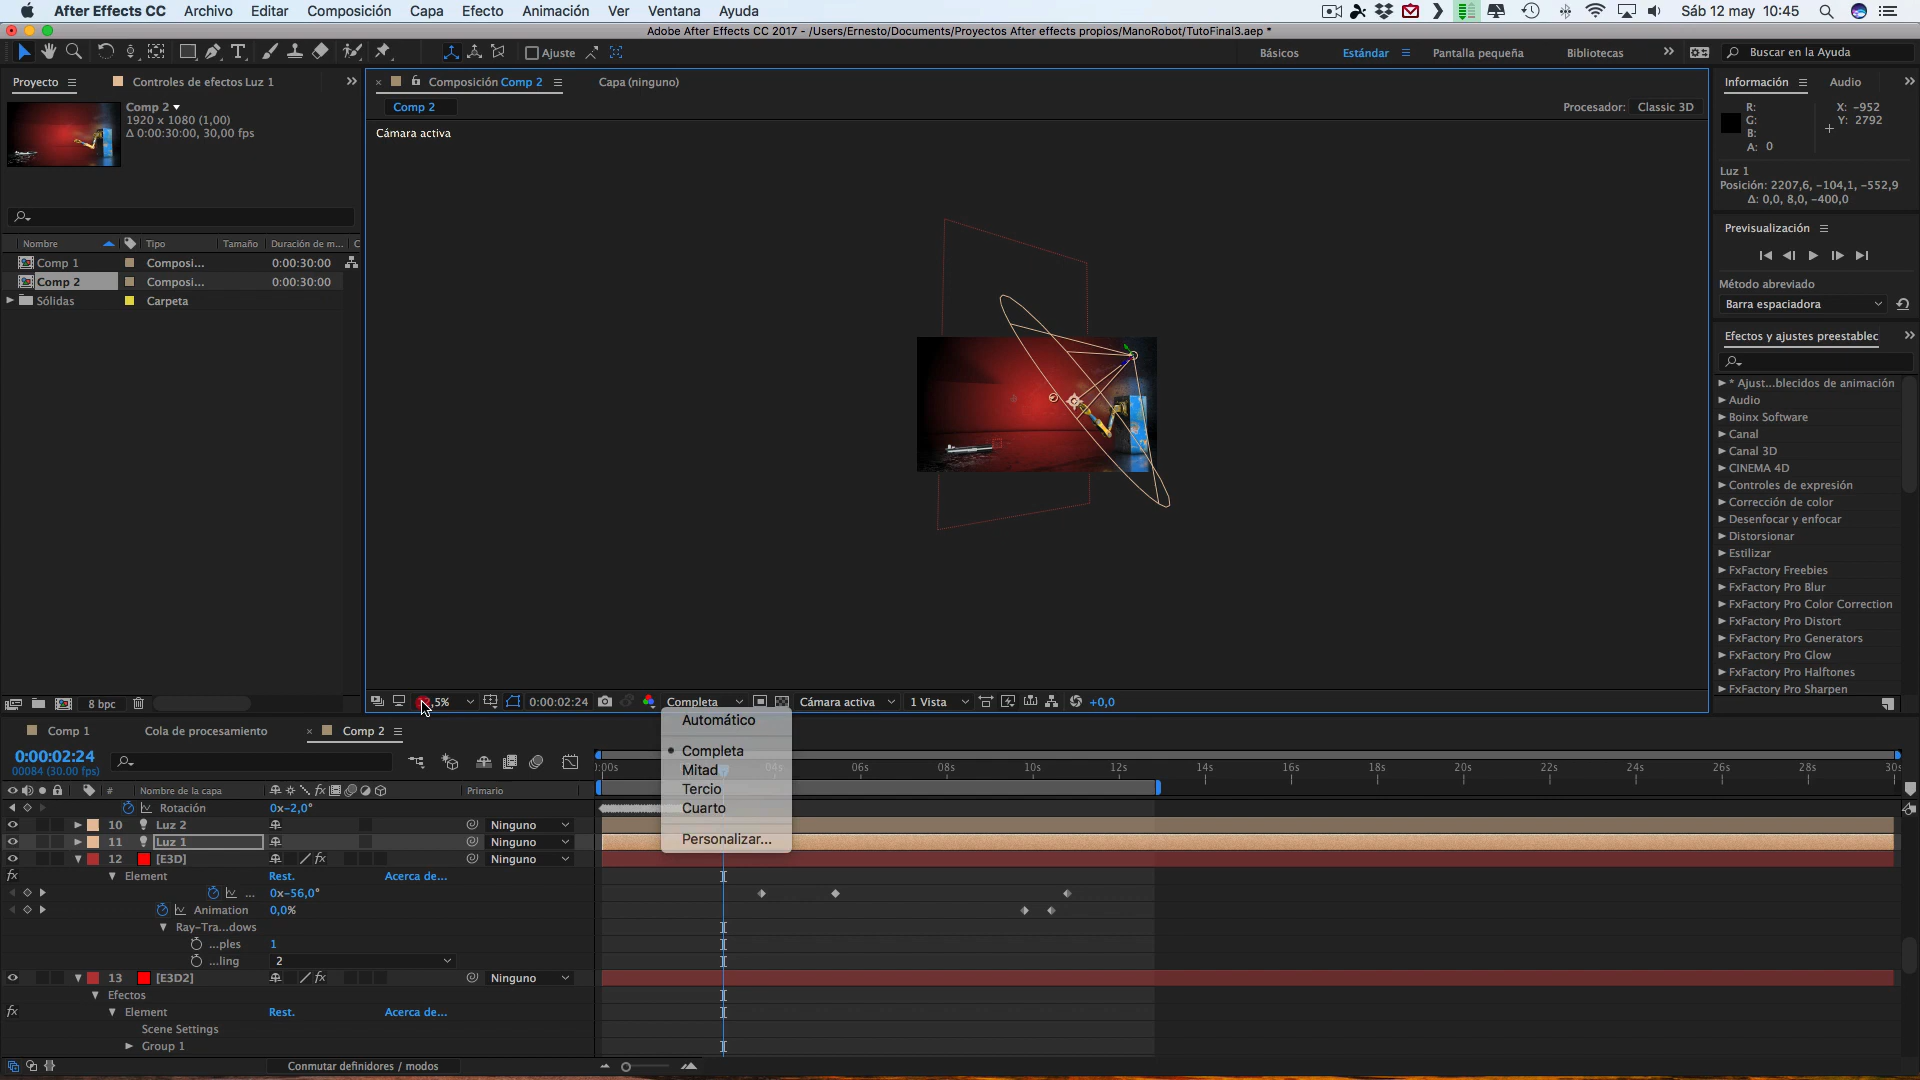 After Effects CC Archivo Editar Composición Capa Efecto Animación Ver Ventana Ayuda Sáb 12 may 10:45
Adobe After Effects CC 2017 - /Users/Ernesto/Documents/Proyectos After effects propios/ManoRobot/TutoFinal3.aep *
Ajuste Básicos Estándar Pantalla pequeña Bibliotecas Buscar en la Ayuda
Proyecto Controles de efectos Luz 1
Composición Comp 2 Capa (ninguno)
Información Audio
Comp 2
1920 x 1080 (1,00)
Δ 0:00:30:00, 30,00 fps
Comp 2
Procesador: Classic 3D
Cámara activa
R:
G:
B:
A: 0
X: -952
Y: 2792
Luz 1
Posición: 2207,6, -104,1, -552,9
Δ: 0,0, 8,0, -400,0
Previsualización
Método abreviado
Barra espaciadora
Efectos y ajustes preestablec
Nombre Tipo Tamaño Duración de m... C
Comp 1 Composi... 0:00:30:00
Comp 2 Composi... 0:00:30:00
Sólidas Carpeta
* Ajust...blecidos de animación
Audio
Boinx Software
Canal
Canal 3D
CINEMA 4D
Controles de expresión
Corrección de color
Desenfocar y enfocar
Distorsionar
Estilizar
FxFactory Freebies
FxFactory Pro Blur
FxFactory Pro Color Correction
FxFactory Pro Distort
FxFactory Pro Generators
FxFactory Pro Glow
FxFactory Pro Halftones
FxFactory Pro Sharpen
8 bpc
,5% 0:00:02:24 Completa Cámara activa 1 Vista +0,0
Automático
Completa
Mitad
Tercio
Cuarto
Personalizar...
Comp 1 Cola de procesamiento Comp 2
0:00:02:24
00084 (30.00 fps)
:00s 04s 06s 08s 10s 12s 14s 16s 18s 20s 22s 24s 26s 28s 30s
# Nombre de la capa fx Primario
Rotación 0x-2,0°
10 Luz 2 Ninguno
11 Luz 1 Ninguno
12 [E3D] fx Ninguno
fx Element Rest. Acerca de...
... 0x-56,0°
Animation 0,0%
Ray-Tra...dows
...ples 1
...ling 2
13 [E3D2] fx Ninguno
Efectos
fx Element Rest. Acerca de...
Scene Settings
Group 1
Conmutar definidores / modos